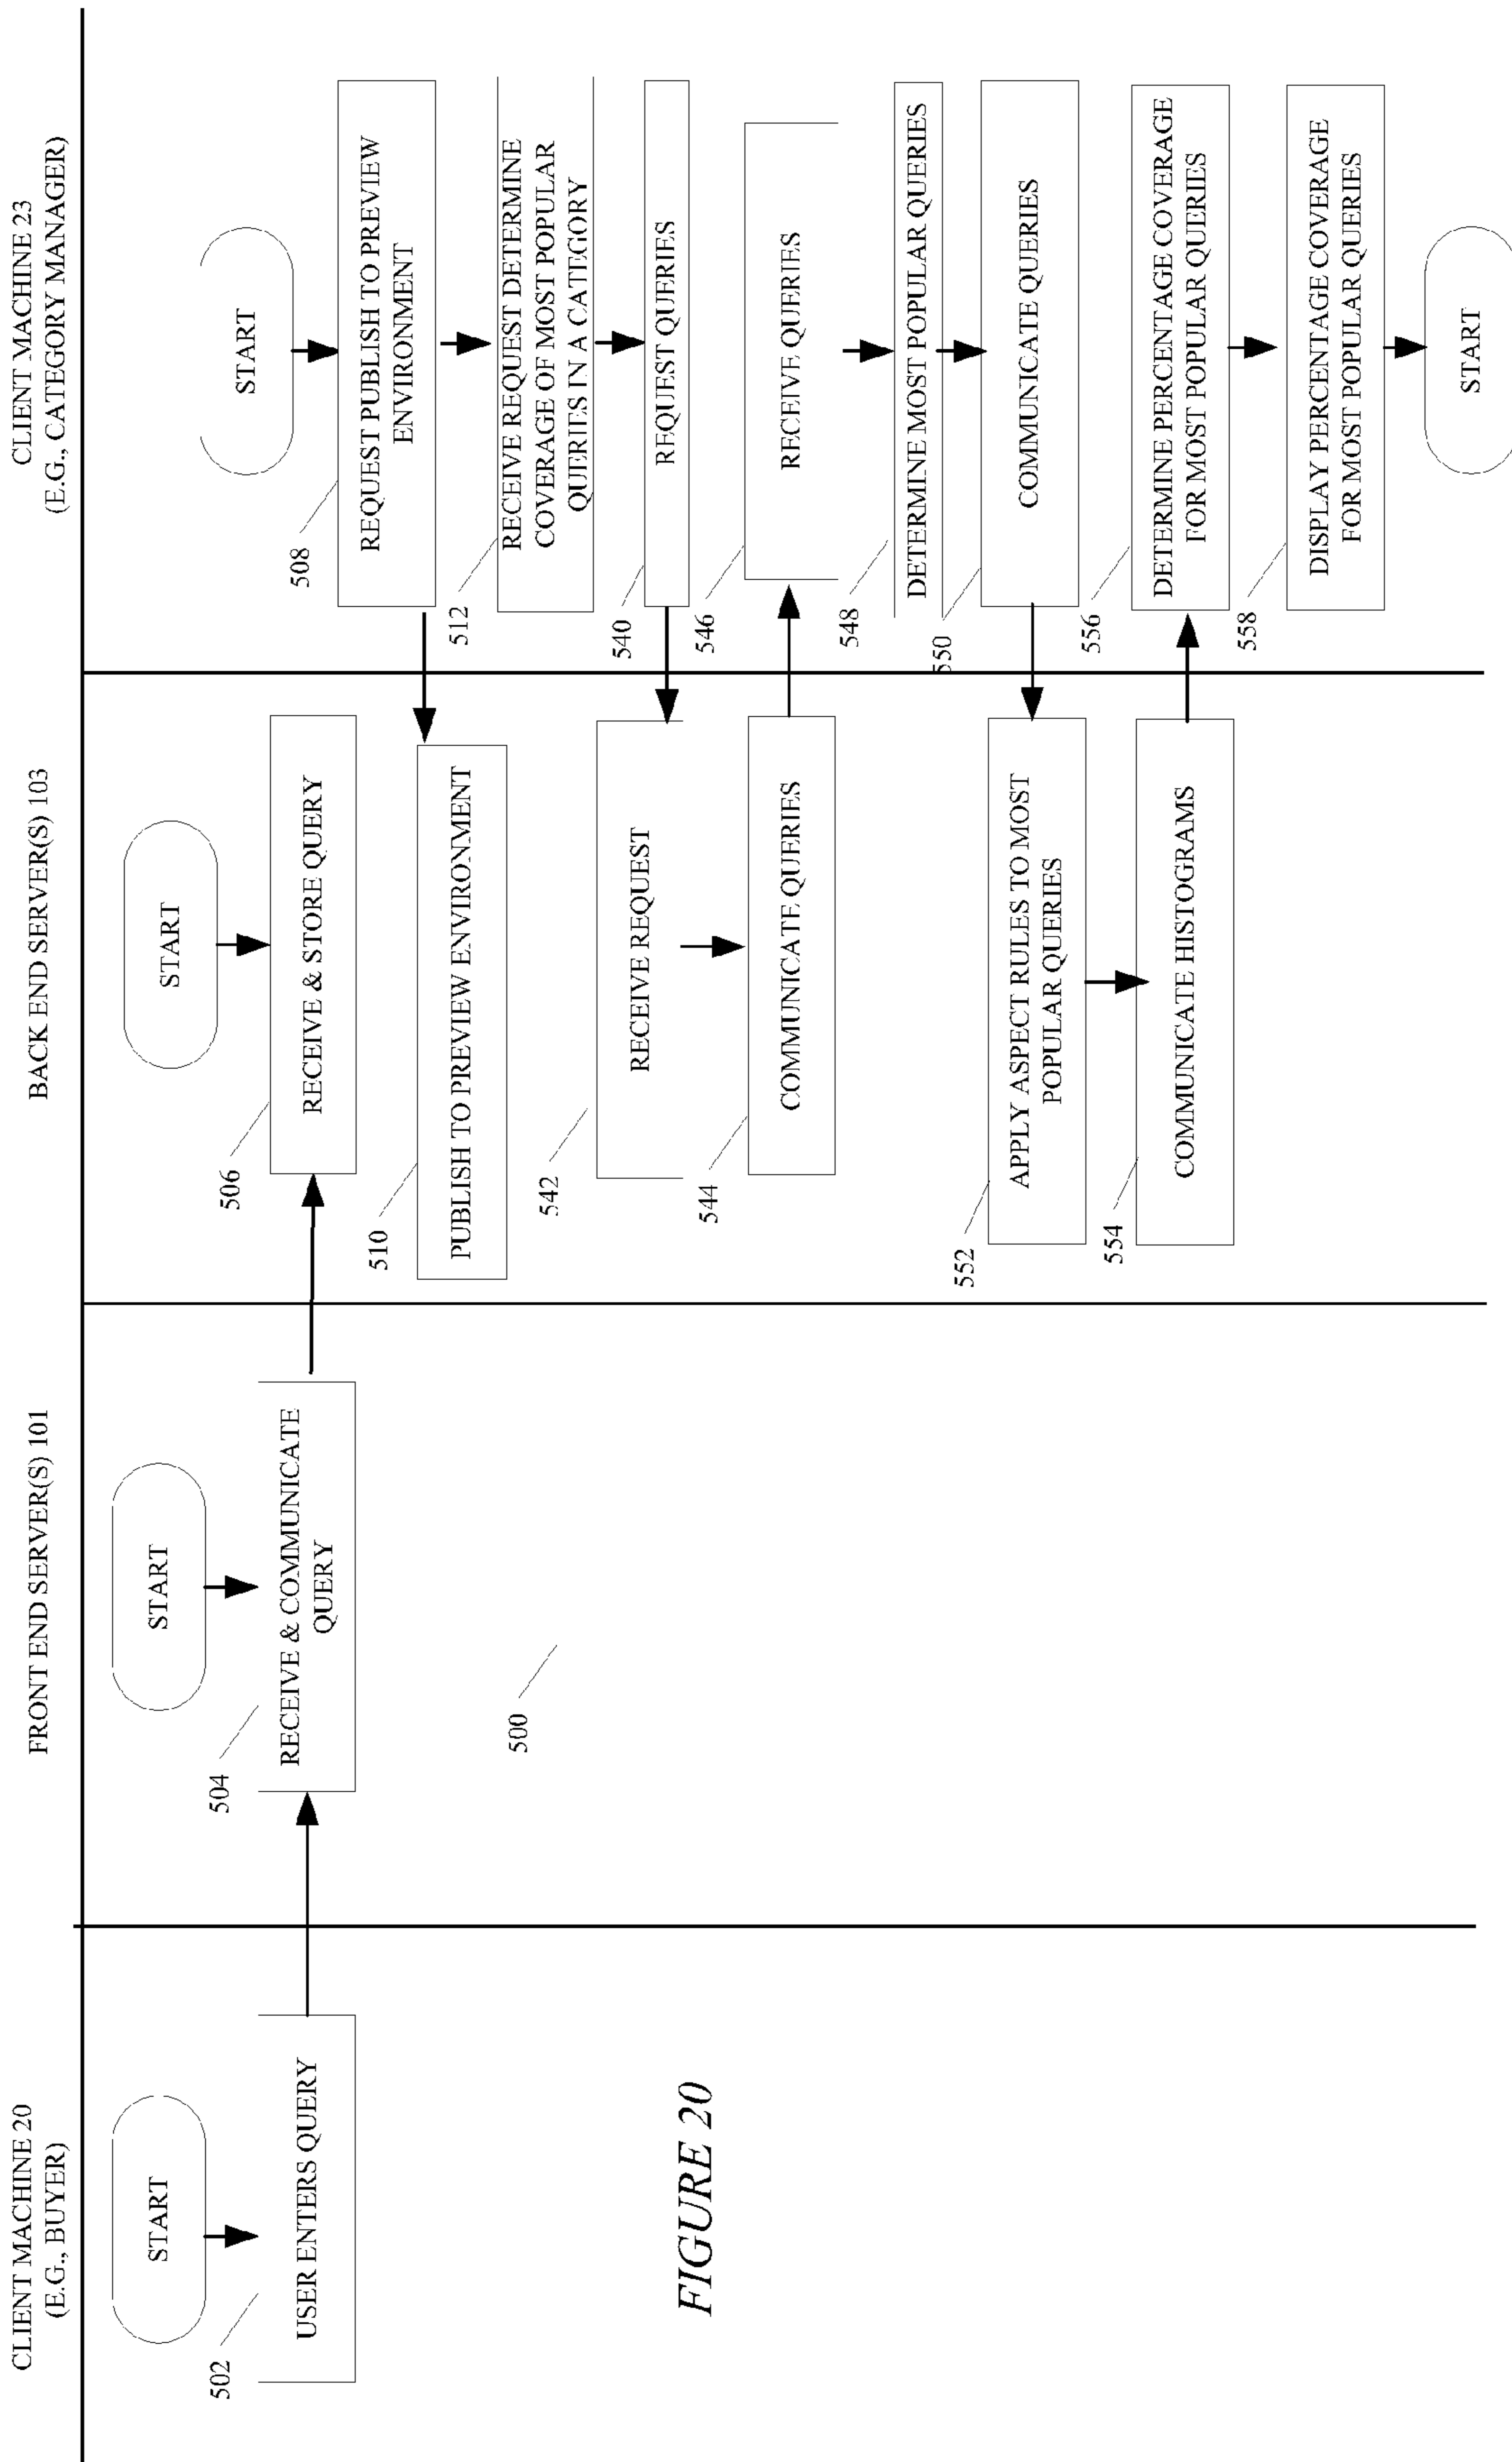 CLIENT MACHINE 20
(E.G., BUYER)
START
502
USER ENTERS QUERY
FRONT END SERVER(S) 101
START
504
RECEIVE & COMMUNICATE
QUERY
500
BACK END SERVER(S) 103
START
506
RECEIVE & STORE QUERY
510
PUBLISH TO PREVIEW ENVIRONMENT
542
RECEIVE REQUEST
544
COMMUNICATE QUERIES
552
APPLY ASPECT RULES TO MOST
POPULAR QUERIES
554
COMMUNICATE HISTOGRAMS
CLIENT MACHINE 23
(E.G., CATEGORY MANAGER)
START
508
REQUEST PUBLISH TO PREVIEW
ENVIRONMENT
512
RECEIVE REQUEST DETERMINE
COVERAGE OF MOST POPULAR
QUERIES IN A CATEGORY
540
REQUEST QUERIES
546
RECEIVE QUERIES
548
DETERMINE MOST POPULAR QUERIES
550
COMMUNICATE QUERIES
556
DETERMINE PERCENTAGE COVERAGE
FOR MOST POPULAR QUERIES
558
DISPLAY PERCENTAGE COVERAGE
FOR MOST POPULAR QUERIES
START
FIGURE 20